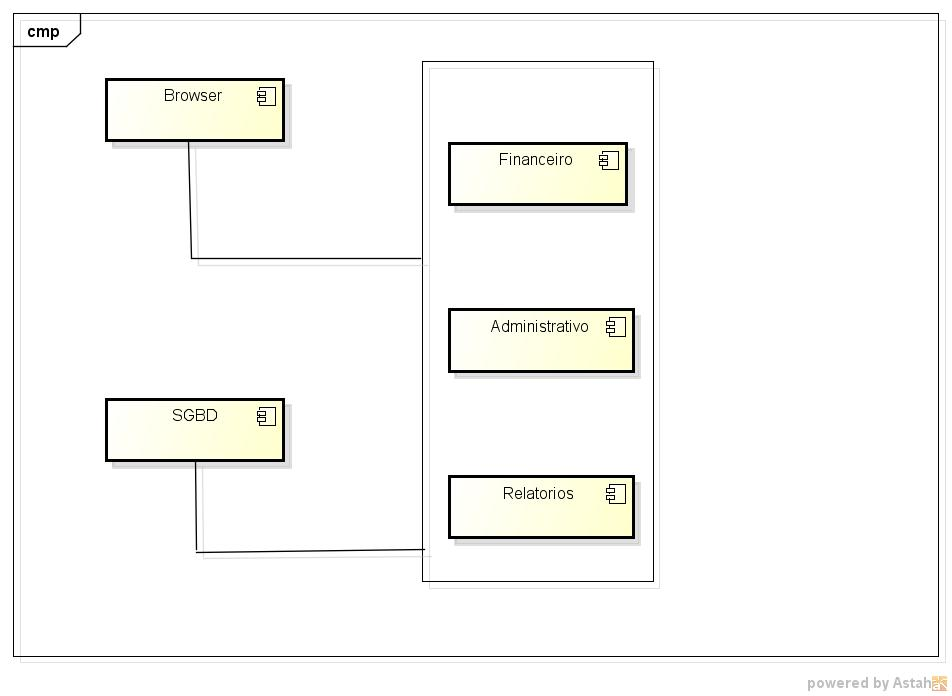 cmp
Browser
Financeiro
Administrativo
SGBD
Relatorios
powered by Astah